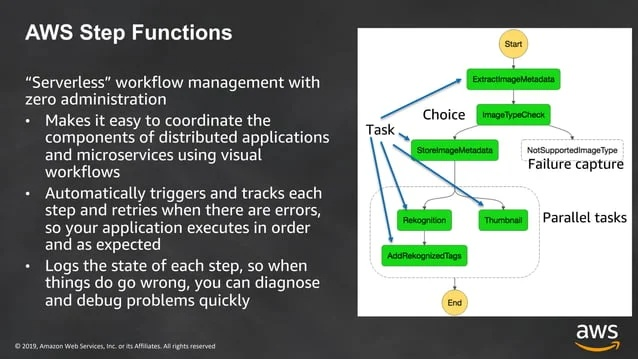 AWS Step Functions
“Serverless” workflow management with
zero administration
• Makes it easy to coordinate the
components of distributed applications
and microservices using visual
workflows
• Automatically triggers and tracks each
step and retries when there are errors,
so your application executes in order
and as expected
• Logs the state of each step, so when
things do go wrong, you can diagnose
and debug problems quickly
Start
ExtractImageMetadata
Choice
ImageTypeCheck
Task
StoreImageMetadata
NotSupportedImageType
Failure capture
Rekognition
Thumbnail
Parallel tasks
AddRekognizedTags
End
© 2019, Amazon Web Services, Inc. or its Affiliates. All rights reserved
aws